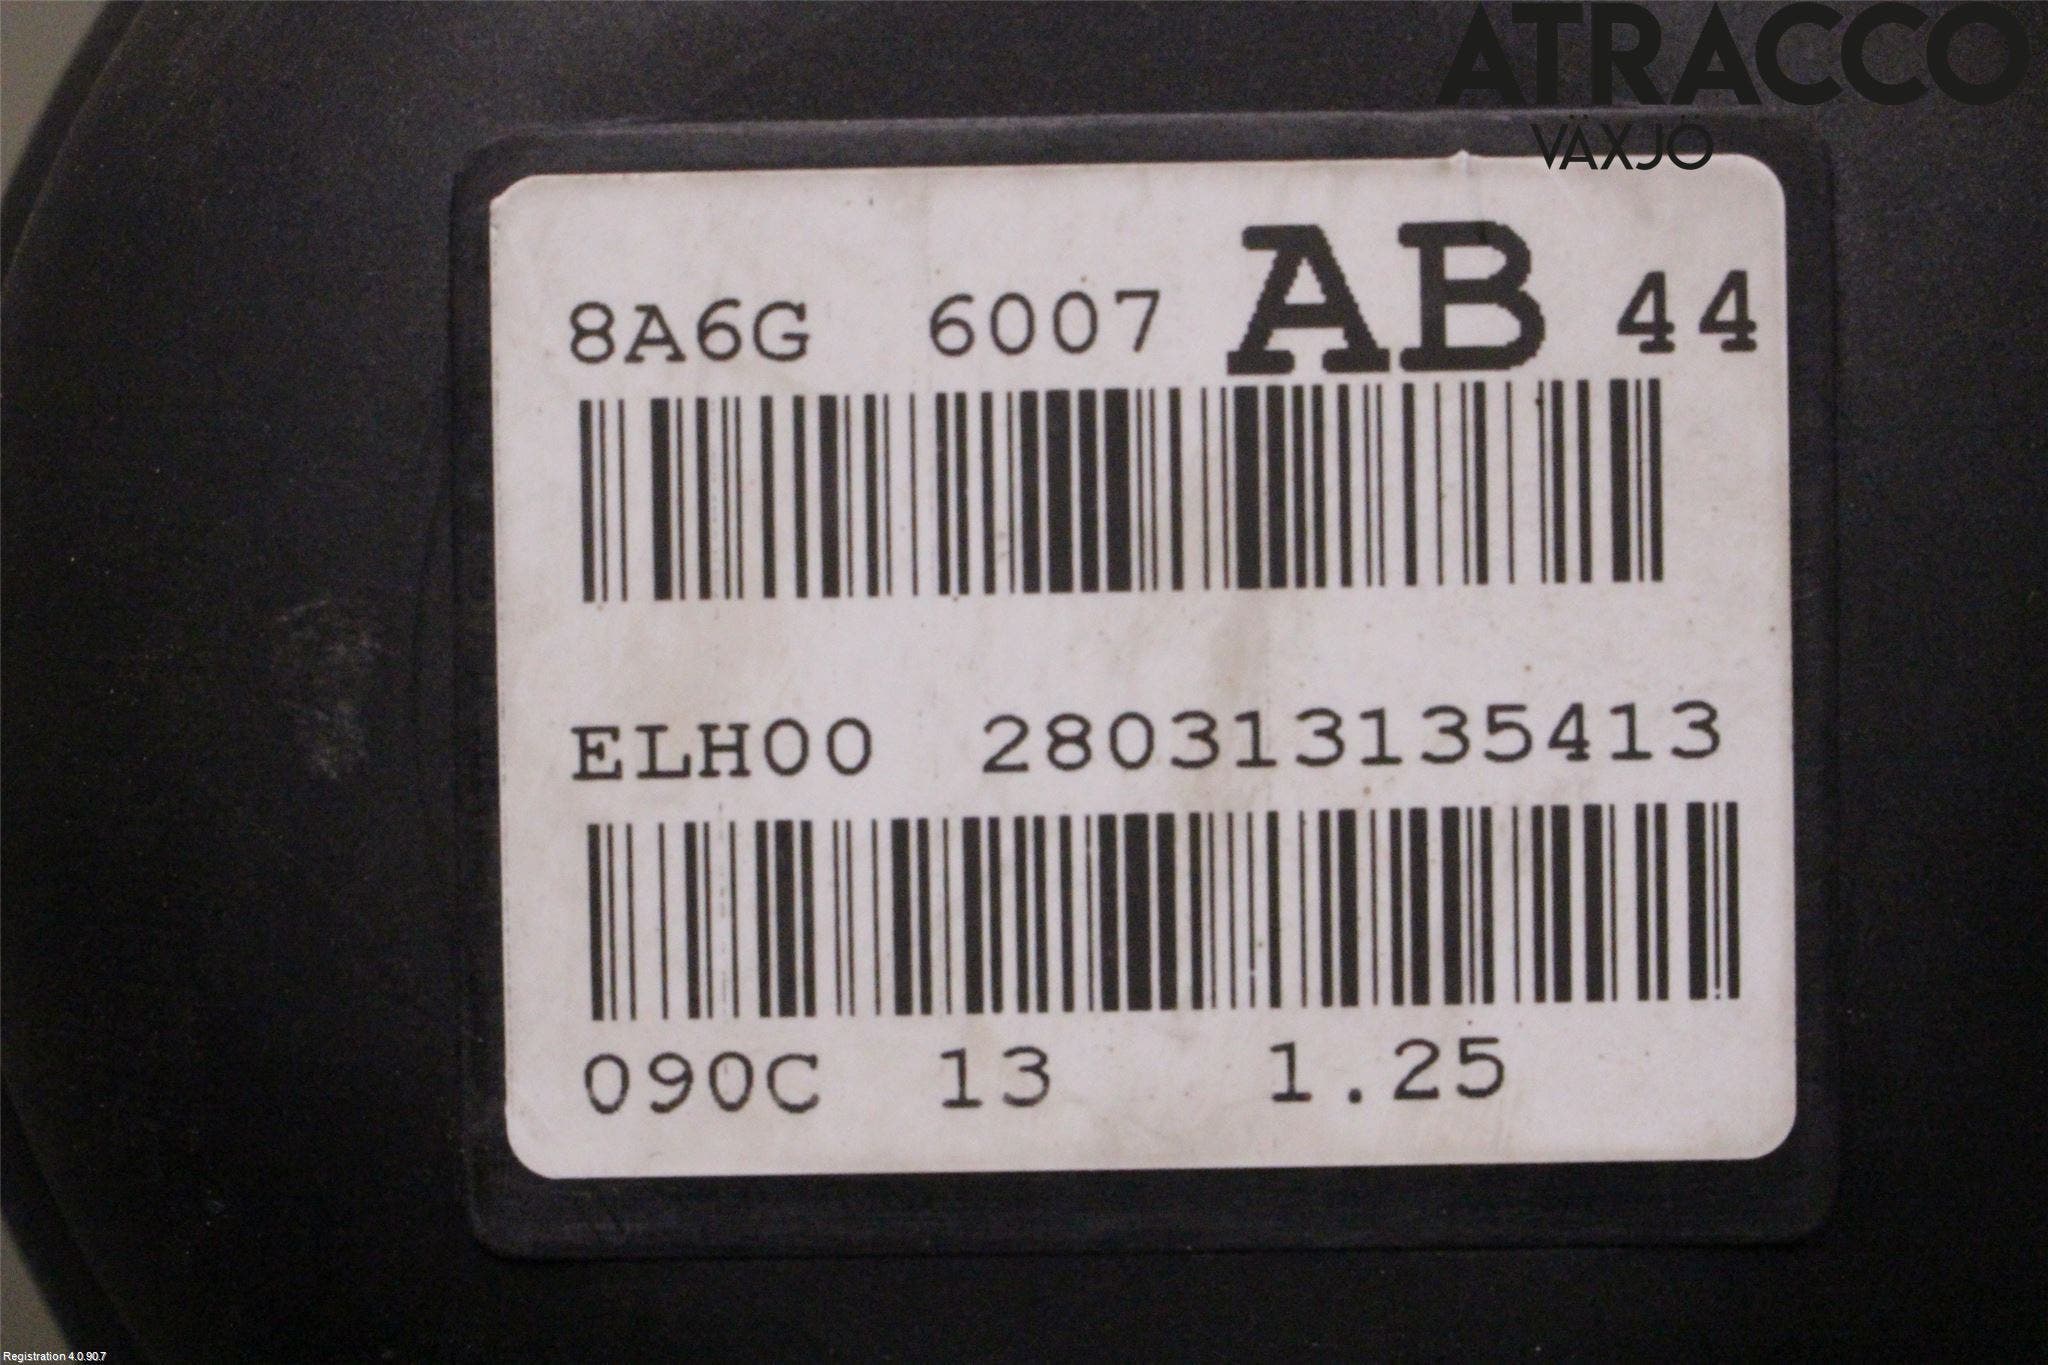 ATRACCO
VÄXJÖ
8A6G 6007 AB 44
ELH00 280313135413
090C 13 1.25
Registration 4.0.90.7